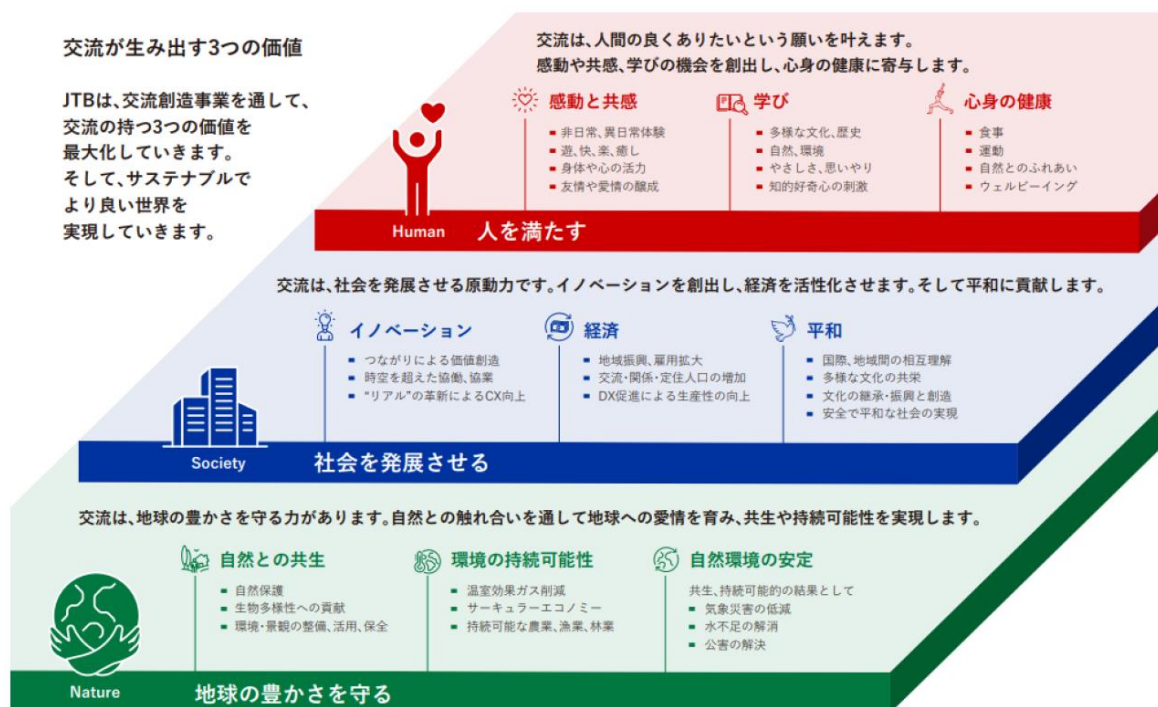 交流が生み出す3つの価値
JTBは、交流創造事業を通して、
交流の持つ3つの価値を
最大化していきます。
そして、サステナブルで
より良い世界を
実現していきます。
交流は、人間の良くありたいという願いを叶えます。
感動や共感、学びの機会を創出し、心身の健康に寄与します。
感動と共感
▪ 非日常、異日常体験
▪ 遊、快、楽、癒し
▪ 身体や心の活力
▪ 友情や愛情の醸成
学び
▪ 多様な文化、歴史
▪ 自然、環境
▪ やさしさ、思いやり
▪ 知的好奇心の刺激
心身の健康
▪ 食事
▪ 運動
▪ 自然とのふれあい
▪ ウェルビーイング
Human 人を満たす
交流は、社会を発展させる原動力です。イノベーションを創出し、経済を活性化させます。そして平和に貢献します。
イノベーション
▪ つながりによる価値創造
▪ 時空を超えた協働、協業
▪ “リアル”の革新によるCX向上
経済
▪ 地域振興、雇用拡大
▪ 交流・関係・定住人口の増加
▪ DX促進による生産性の向上
平和
▪ 国際、地域間の相互理解
▪ 多様な文化の共栄
▪ 文化の継承・振興と創造
▪ 安全で平和な社会の実現
Society 社会を発展させる
交流は、地球の豊かさを守る力があります。自然との触れ合いを通して地球への愛情を育み、共生や持続可能性を実現します。
自然との共生
▪ 自然保護
▪ 生物多様性への貢献
▪ 環境・景観の整備、活用、保全
環境の持続可能性
▪ 温室効果ガス削減
▪ サーキュラーエコノミー
▪ 持続可能な農業、漁業、林業
自然環境の安定
共生、持続可能的の結果として
▪ 気象災害の低減
▪ 水不足の解消
▪ 公害の解決
Nature 地球の豊かさを守る